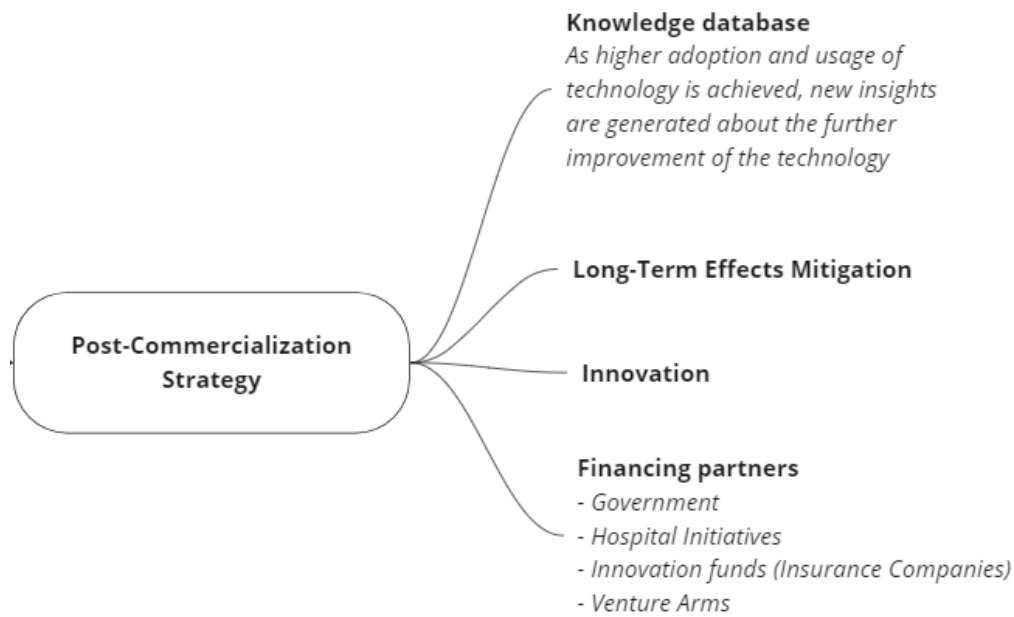 Knowledge database
As higher adoption and usage of
technology is achieved, new insights
are generated about the further
improvement of the technology
Long-Term Effects Mitigation
Post-Commercialization
Strategy
Innovation
Financing partners
- Government
- Hospital Initiatives
- Innovation funds (Insurance Companies)
- Venture Arms